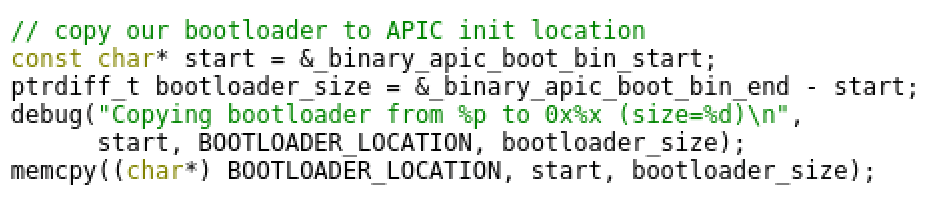 // copy our bootloader to APIC init location
const char* start = &_binary_apic_boot_bin_start;
ptrdiff_t bootloader_size = &_binary_apic_boot_bin_end - start;
debug("Copying bootloader from %p to 0x%x (size=%d)\n",
      start, BOOTLOADER_LOCATION, bootloader_size);
memcpy((char*) BOOTLOADER_LOCATION, start, bootloader_size);